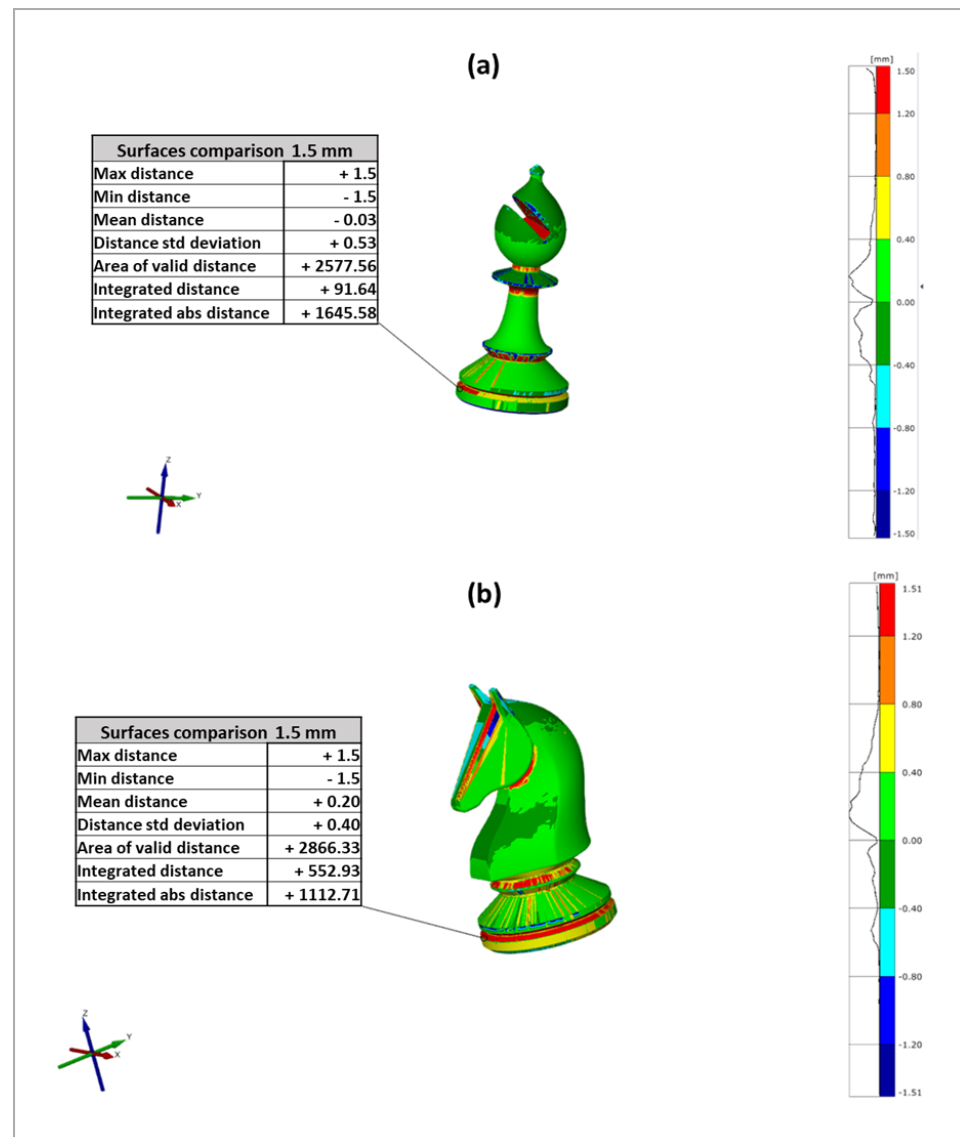 (a)
[mm]
1.50
1.20
0.80
0.40
0.00
-0.40
-0.80
-1.20
-1.50
Surfaces comparison 1.5 mm
Max distance + 1.5
Min distance - 1.5
Mean distance - 0.03
Distance std deviation + 0.53
Area of valid distance + 2577.56
Integrated distance + 91.64
Integrated abs distance + 1645.58
Z
Y
X
(b)
[mm]
1.51
1.20
0.80
0.40
0.00
-0.40
-0.80
-1.20
-1.51
Surfaces comparison 1.5 mm
Max distance + 1.5
Min distance - 1.5
Mean distance + 0.20
Distance std deviation + 0.40
Area of valid distance + 2866.33
Integrated distance + 552.93
Integrated abs distance + 1112.71
Z
Y
X